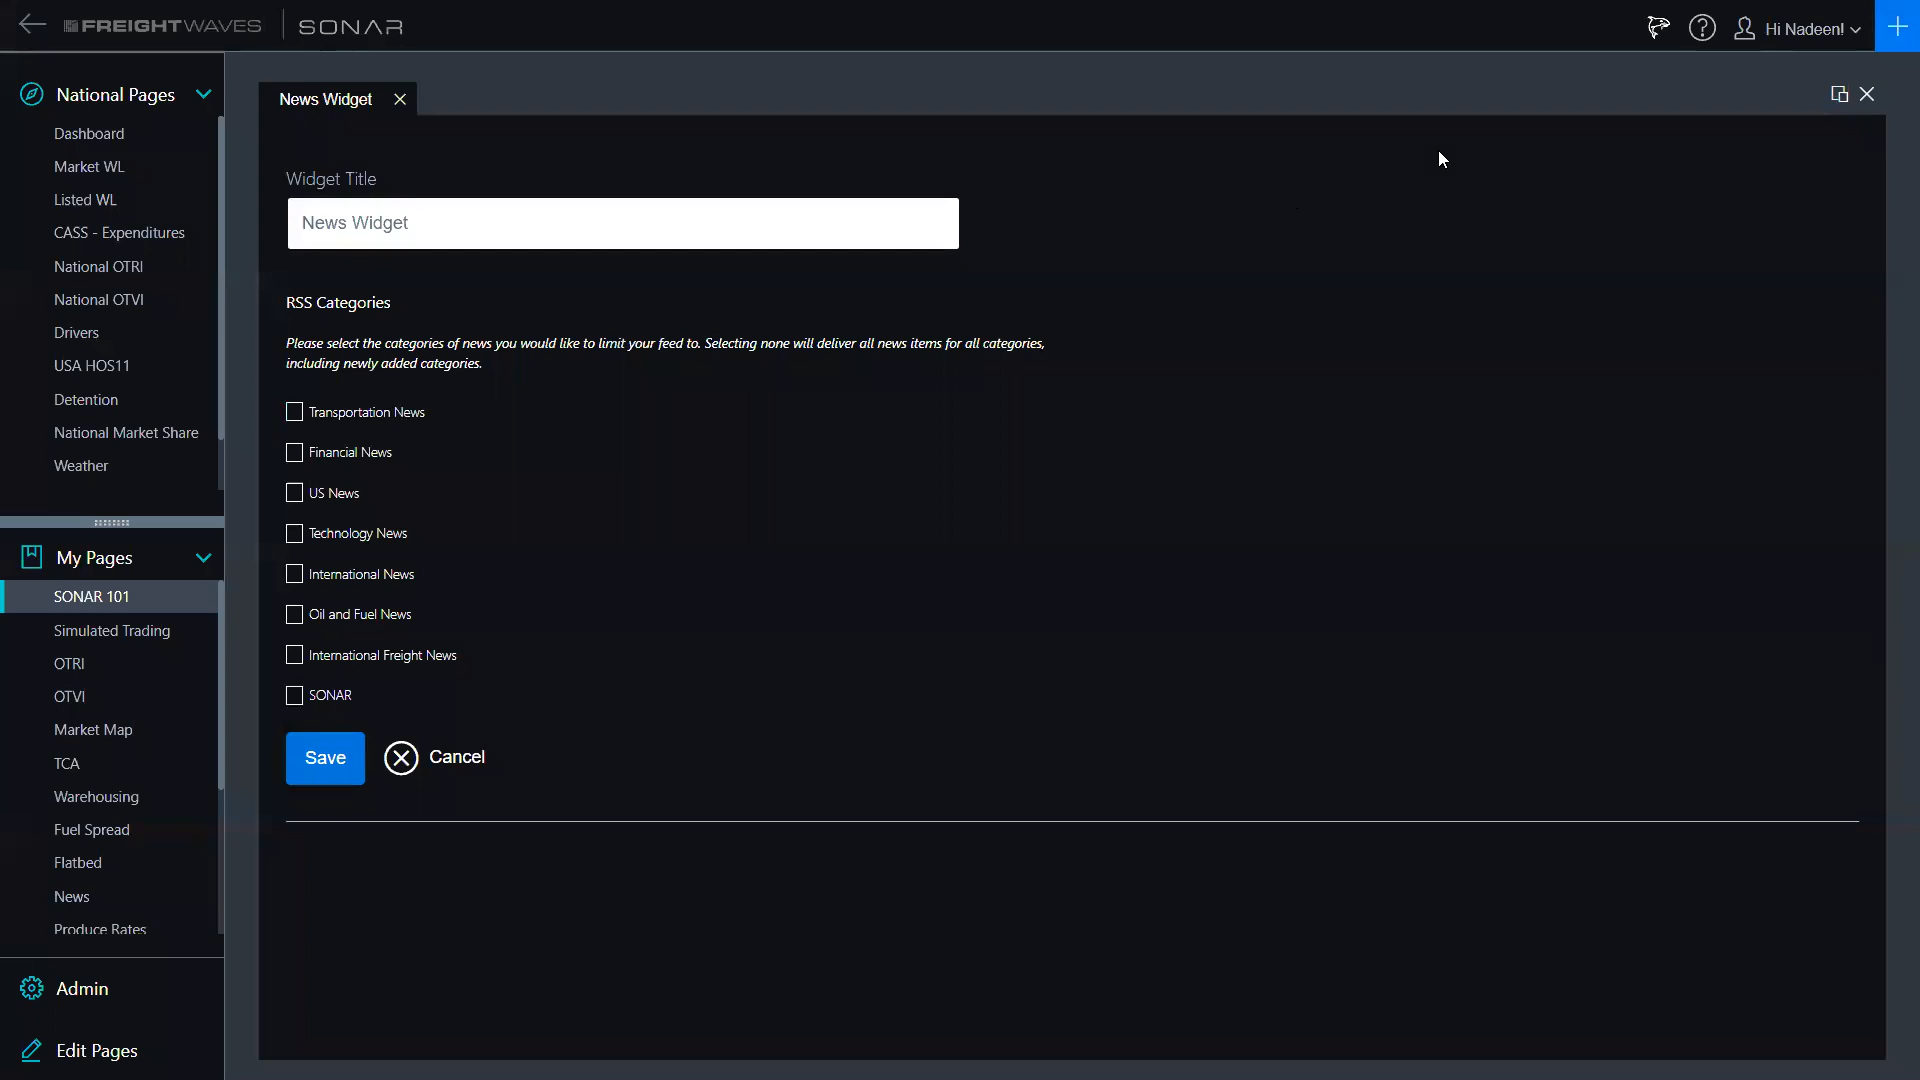 FREIGHTWAVES SONAR
Hi Nadeen!
National Pages
Dashboard
Market WL
Listed WL
CASS - Expenditures
National OTRI
National OTVI
Drivers
USA HOS11
Detention
National Market Share
Weather
My Pages
SONAR 101
Simulated Trading
OTRI
OTVI
Market Map
TCA
Warehousing
Fuel Spread
Flatbed
News
Produce Rates
Admin
Edit Pages
News Widget
Widget Title
News Widget
RSS Categories
Please select the categories of news you would like to limit your feed to. Selecting none will deliver all news items for all categories,
including newly added categories.
Transportation News
Financial News
US News
Technology News
International News
Oil and Fuel News
International Freight News
SONAR
Save Cancel